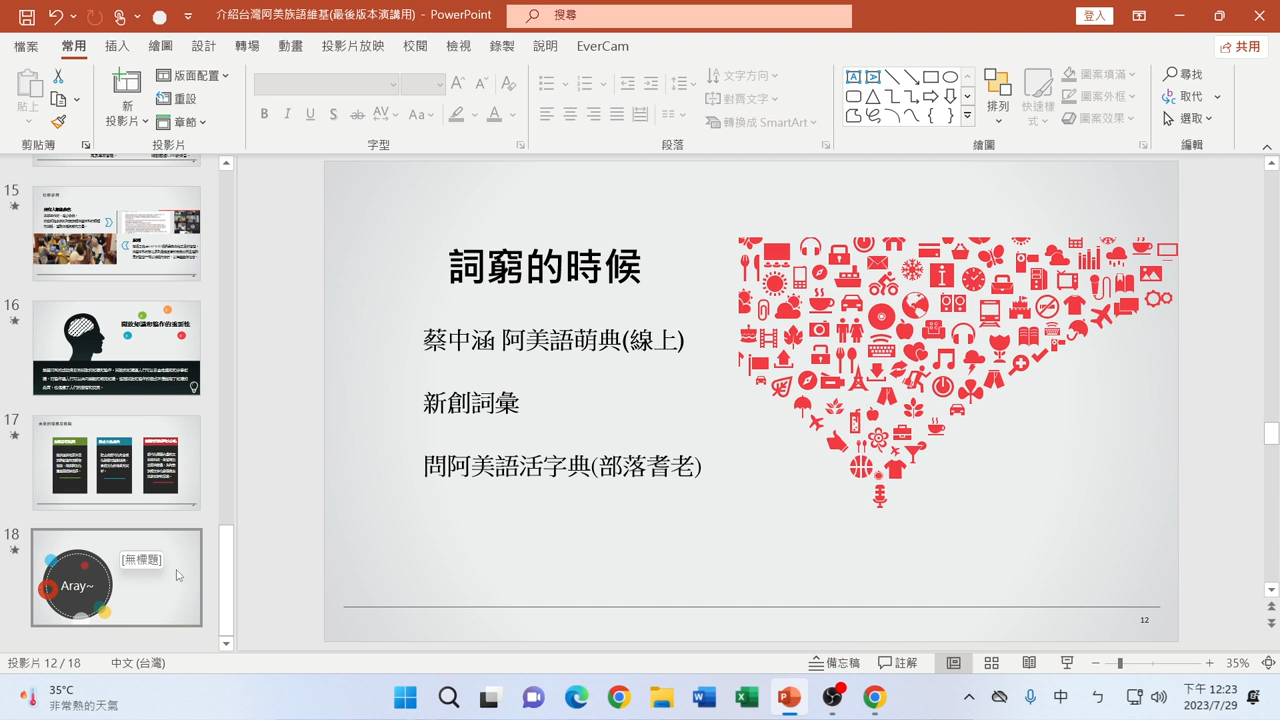 介紹台灣阿美族語維基(最後版本演講用) - PowerPoint
搜尋
登入
檔案
常用
插入
繪圖
設計
轉場
動畫
投影片放映
校閱
檢視
錄製
說明
EverCam
共用
貼上
新
投影片
版面配置
重設
章節
文字方向
對齊文字
轉換成 SmartArt
排列
快速樣
式
圖案填滿
圖案外框
圖案效果
尋找
取代
選取
剪貼簿
投影片
字型
段落
繪圖
編輯
15
16
17
18
Aray~
[無標題]
詞窮的時候
蔡中涵 阿美語萌典(線上)
新創詞彙
問阿美語活字典(部落耆老)
12
投影片 12 / 18
中文 (台灣)
備忘稿
註解
35%
35°C
非常熱的天氣
中
下午 12:23
2023/7/29